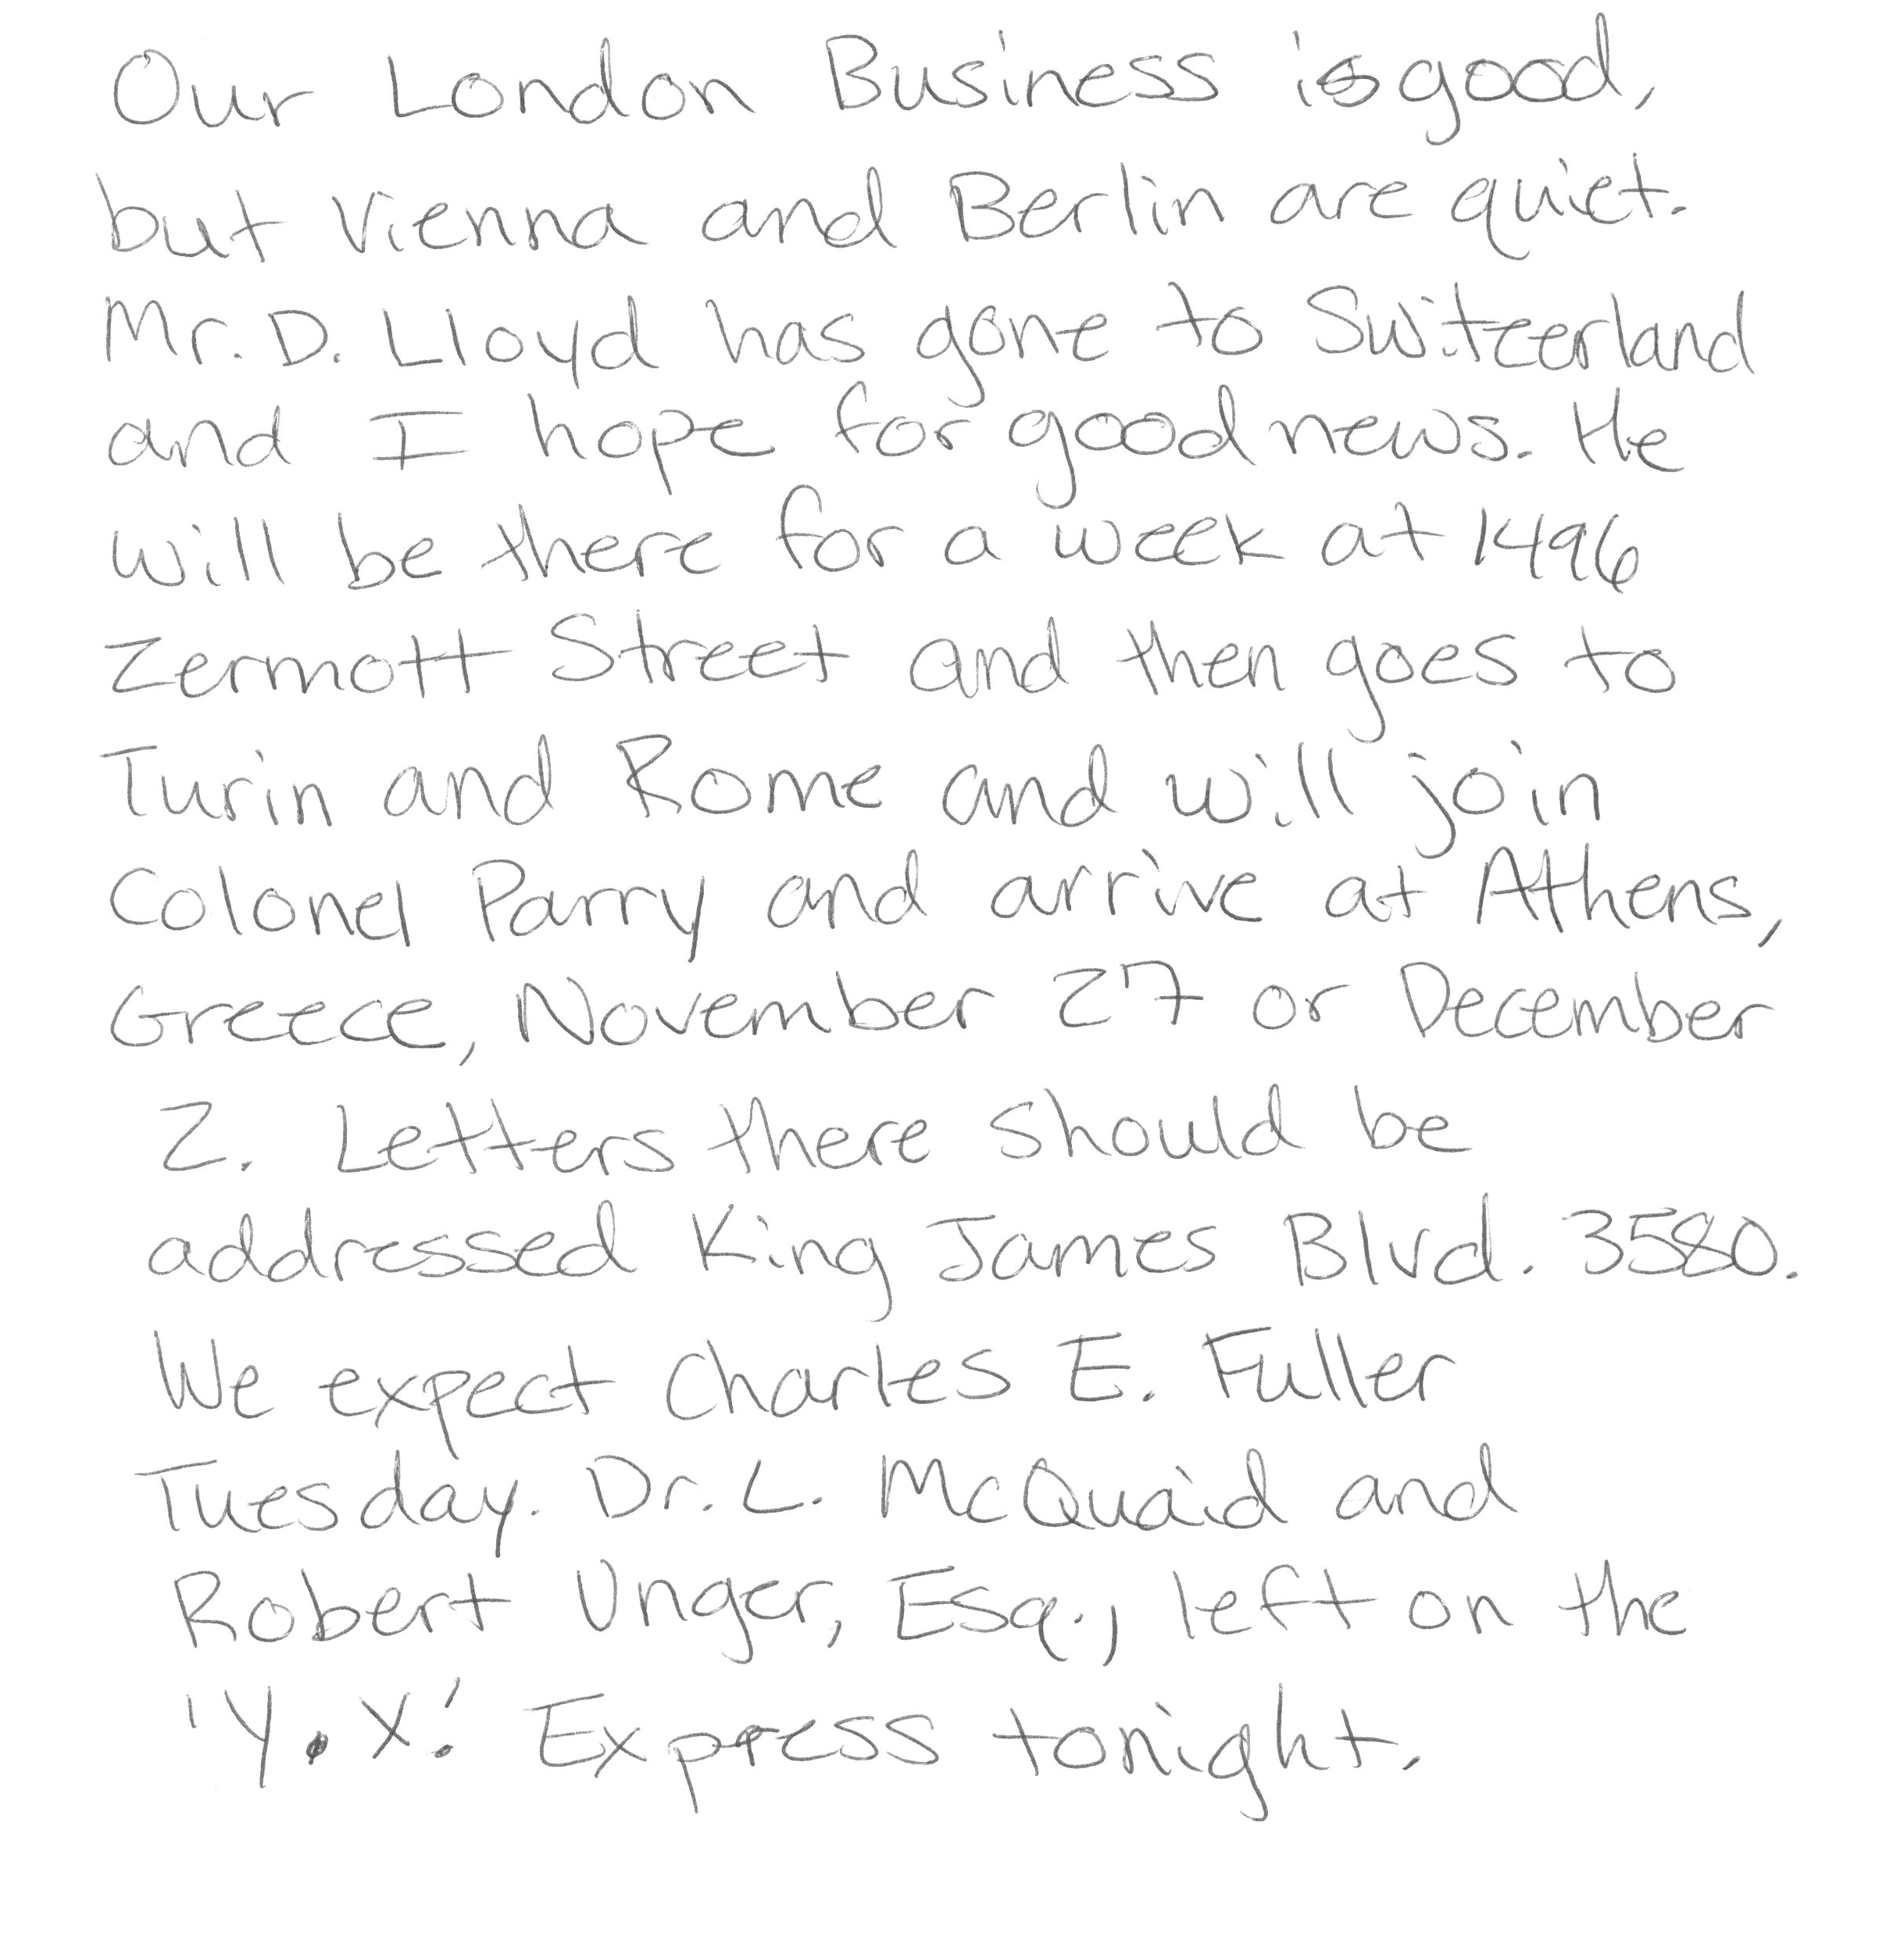 Our London Business is good,
but Vienna and Berlin are quiet.
Mr. D. Lloyd has gone to Switzerland
and I hope for good news. He
will be there for a week at 1496
Zermott Street and then goes to
Turin and Rome and will join
Colonel Parry and arrive at Athens,
Greece, November 27 or December
2. Letters there should be
addressed King James Blvd. 3580.
We expect Charles E. Fuller
Tuesday. Dr. L. McQuaid and
Robert Unger, Esq., left on the
'Y.X.' Express tonight.